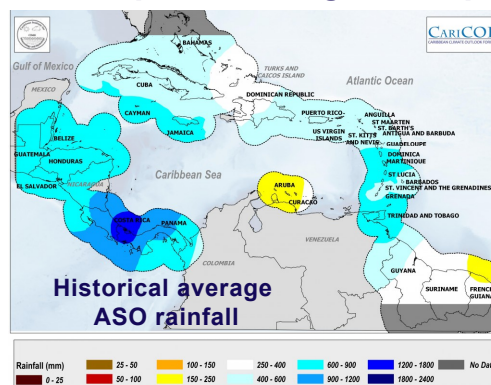 CARICOF
CARIBBEAN CLIMATE OUTLOOK FORUM
Gulf of Mexico
BAHAMAS
TURKS AND
CAICOS ISLAND
Atlantic Ocean
MEXICO
CUBA
DOMINICAN REPUBLIC
CAYMAN
JAMAICA
PUERTO RICO
US VIRGIN
ISLANDS
ANGUILLA
ST MAARTEN
ST. BARTH'S
ST. KITTS
AND NEVIS
ANTIGUA AND BARBUDA
GUADELOUPE
BELIZE
GUATEMALA
HONDURAS
DOMINICA
MARTINIQUE
ST LUCIA
BARBADOS
ST. VINCENT AND THE GRENADINES
GRENADA
EL SALVADOR
NICARAGUA
Caribbean Sea
ARUBA
CURACAO
TRINIDAD AND TOBAGO
COSTA RICA
PANAMA
VENEZUELA
COLOMBIA
GUYANA
SURINAME
FRENCH
GUIANA
Historical average
ASO rainfall
Rainfall (mm)
25 - 50
100 - 150
250 - 400
600 - 900
1200 - 1800
No Da
0 - 25
50 - 100
150 - 250
400 - 600
900 - 1200
1800 - 2400